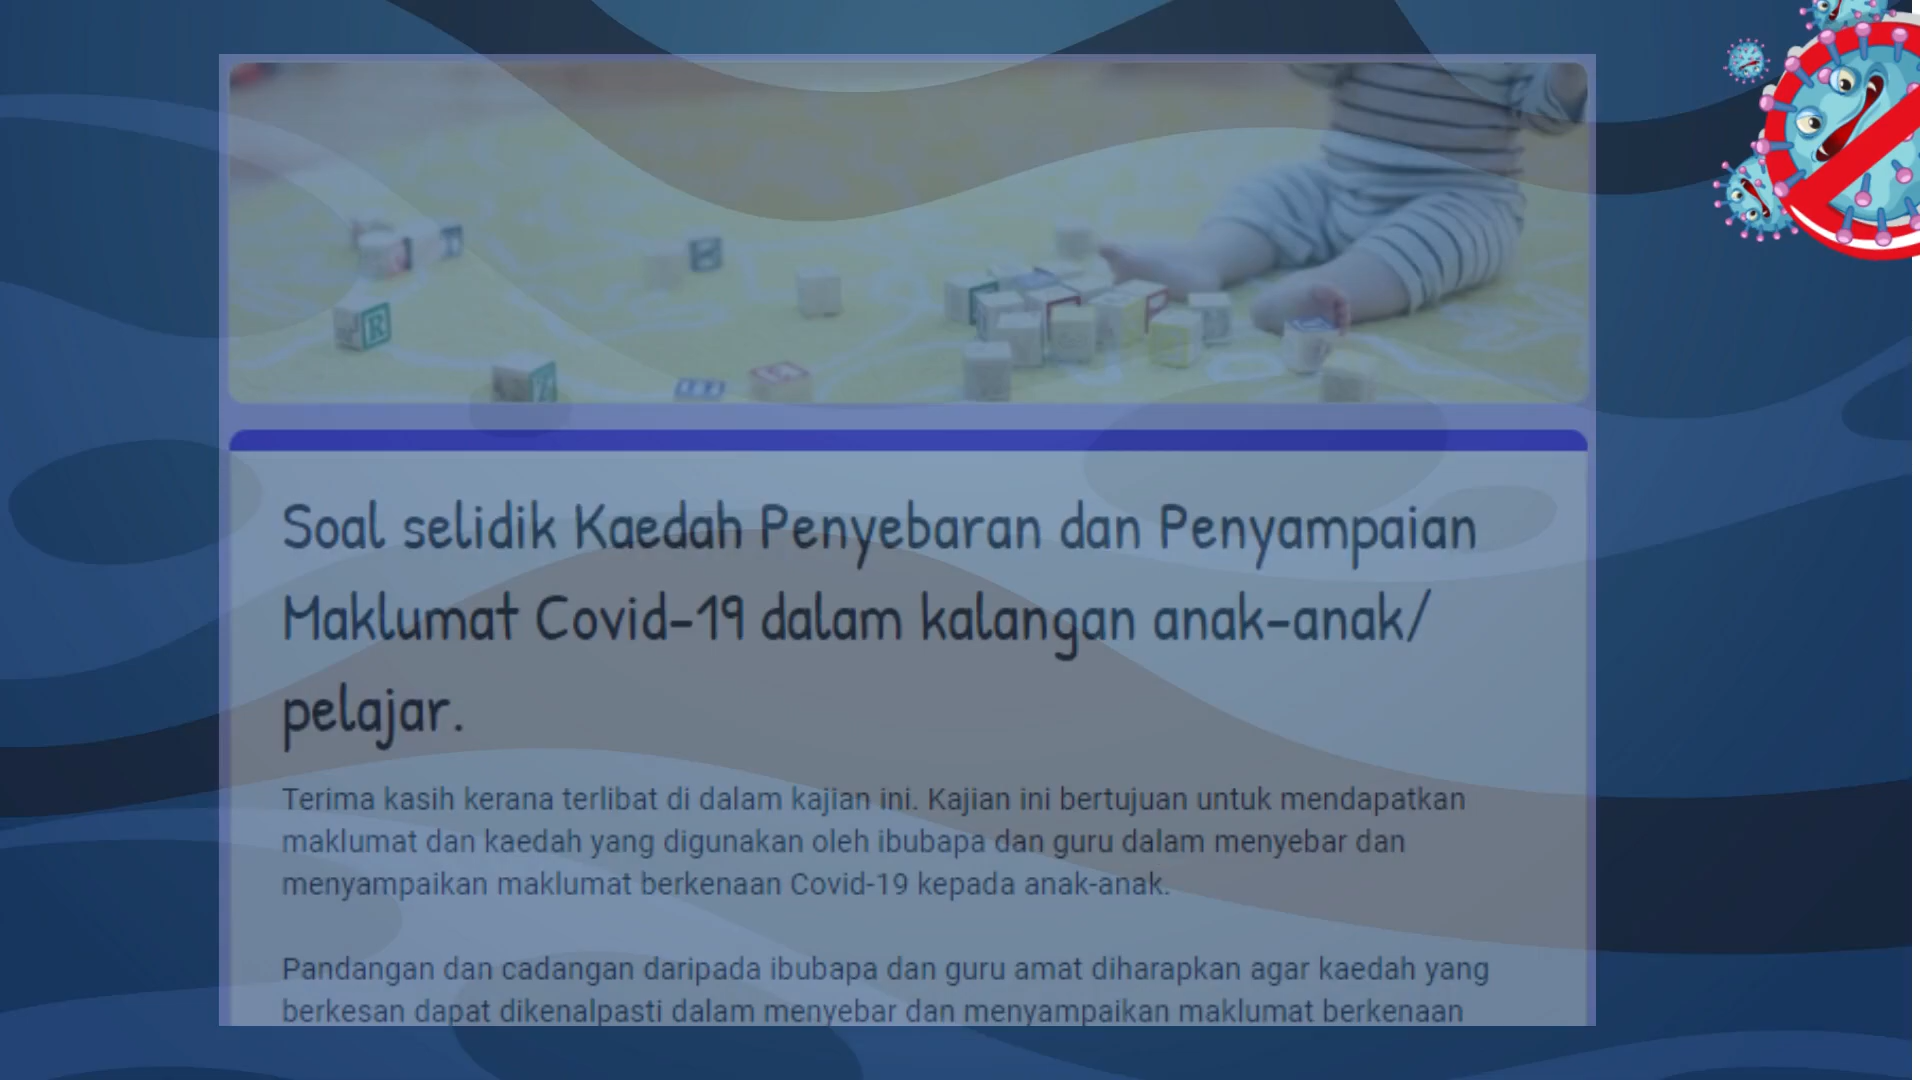 R
Z
Soal selidik Kaedah Penyebaran dan Penyampaian
Maklumat Covid-19 dalam kalangan anak-anak/
pelajar.
Terima kasih kerana terlibat di dalam kajian ini. Kajian ini bertujuan untuk mendapatkan
maklumat dan kaedah yang digunakan oleh ibubapa dan guru dalam menyebar dan
menyampaikan maklumat berkenaan Covid-19 kepada anak-anak.
Pandangan dan cadangan daripada ibubapa dan guru amat diharapkan agar kaedah yang
berkesan dapat dikenalpasti dalam menyebar dan menyampaikan maklumat berkenaan